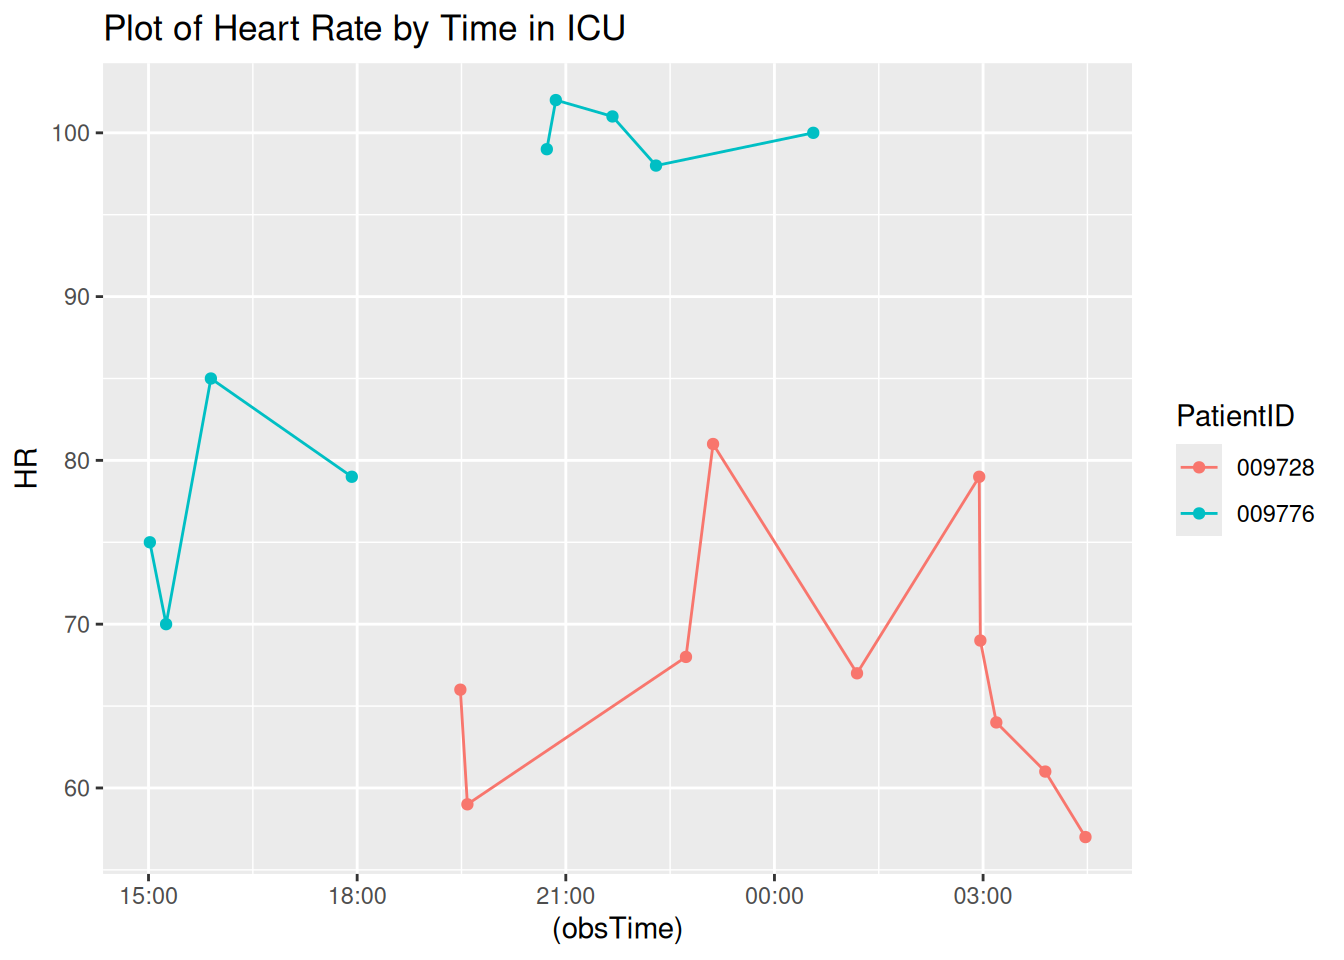 Plot of Heart Rate by Time in ICU
100
90
80
70
60
HR
15:00 18:00 21:00 00:00 03:00
(obsTime)
PatientID
009728
009776